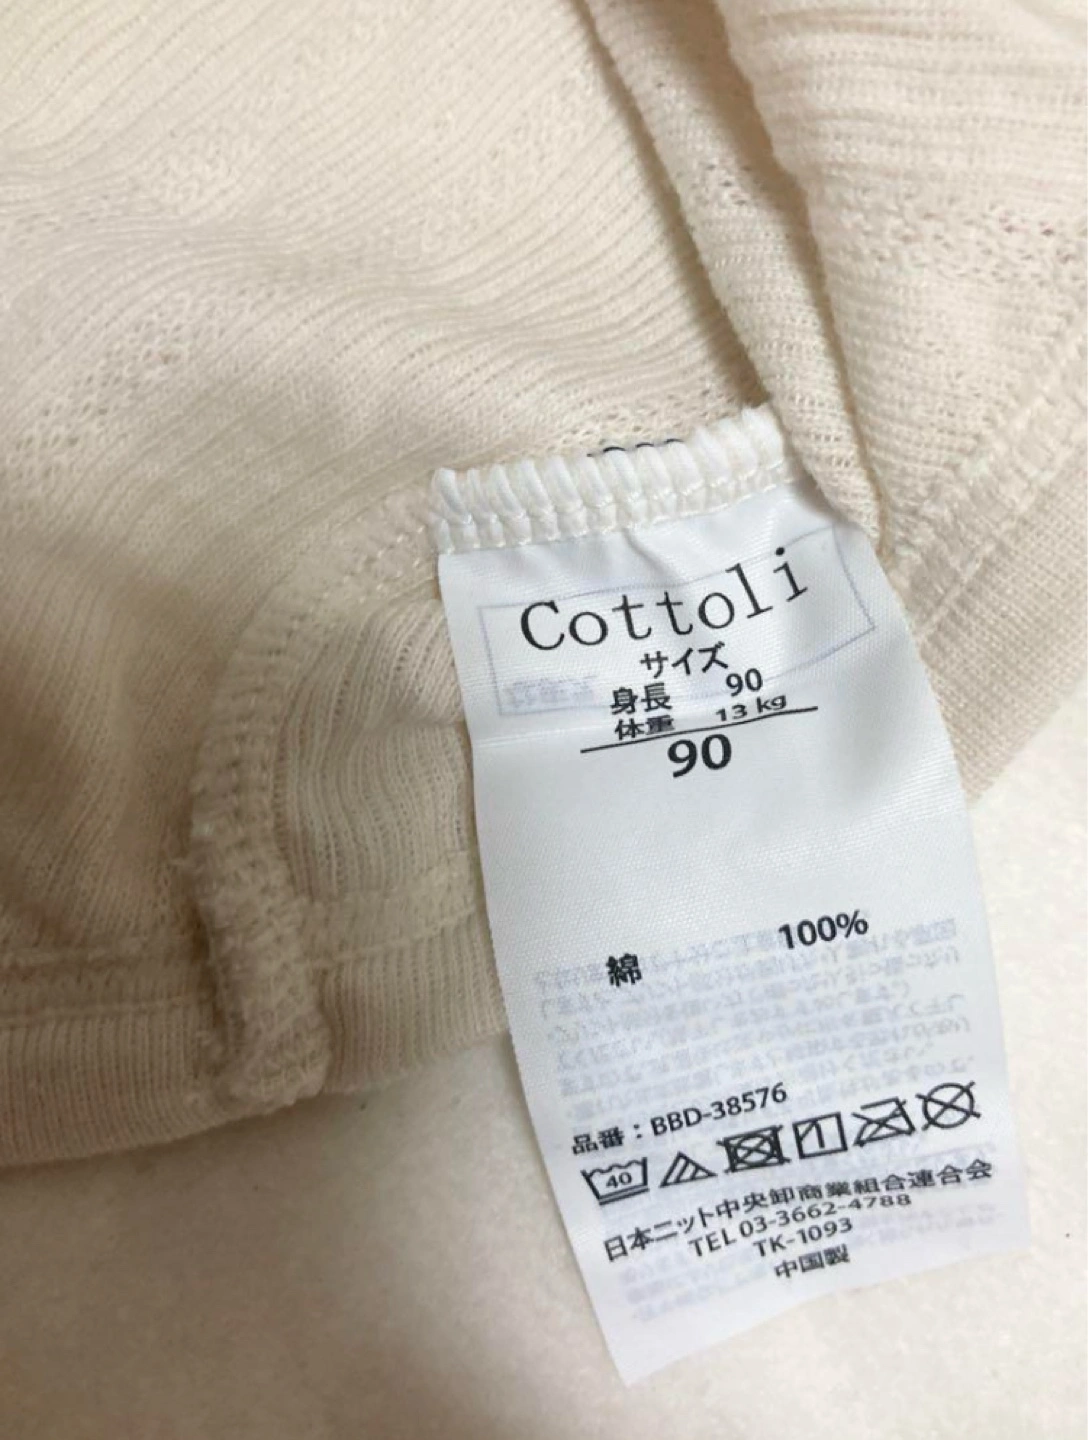 Cottoli
サイズ
身長 90
体重 13 kg
90
綿 100%
品番：BBD-38576
40
日本ニット中央卸商業組合連合会
TEL 03-3662-4788
TK-1093
中国製